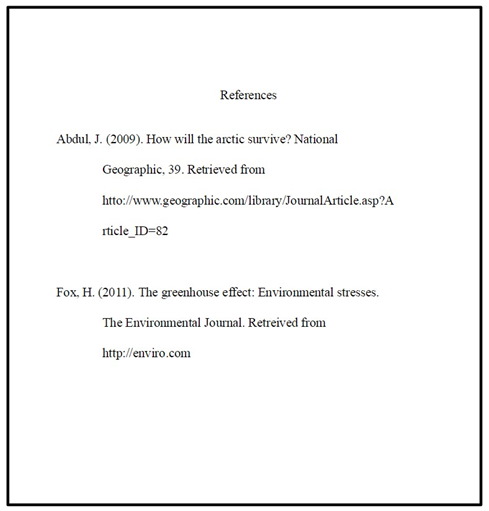 References
Abdul, J. (2009). How will the arctic survive? National
Geographic, 39. Retrieved from
htto://www.geographic.com/library/JournalArticle.asp?A
rticle_ID=82
Fox, H. (2011). The greenhouse effect: Environmental stresses.
The Environmental Journal. Retreived from
http://enviro.com